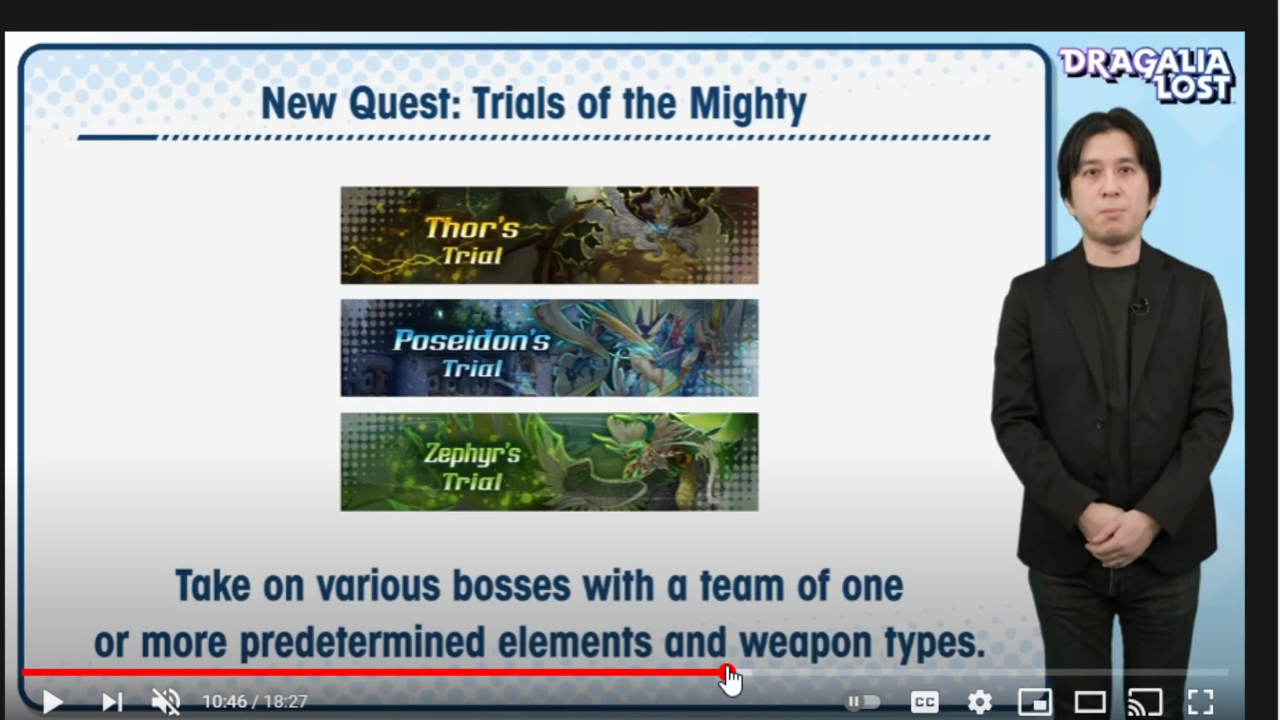 DRAGALIA
LOST
New Quest: Trials of the Mighty
Thor's
Trial
Poseidon's
Trial
Zephyr's
Trial
Take on various bosses with a team of one
or more predetermined elements and weapon types.
10:46 / 18:27
CC